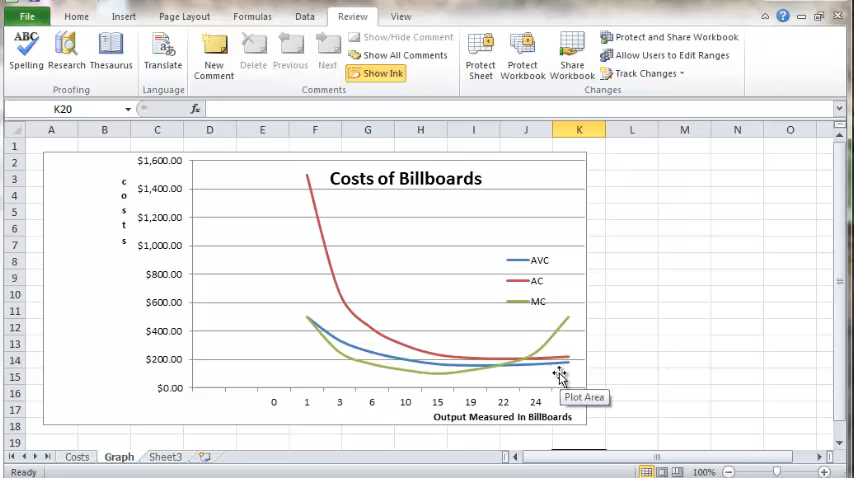 File Home Insert Page Layout Formulas Data Review View
ABC
Spelling Research Thesaurus
Proofing
Translate
Language
New Comment Delete Previous Next
Show/Hide Comment
Show All Comments
Show Ink
Comments
Protect Sheet Protect Workbook Share Workbook
Protect and Share Workbook
Allow Users to Edit Ranges
Track Changes
Changes
K20 fx
A B C D E F G H I J K L M N O
1
2
3
4
5
6
7
8
9
10
11
12
13
14
15
16
17
18
19
Costs of Billboards
costs
$1,600.00
$1,400.00
$1,200.00
$1,000.00
$800.00
$600.00
$400.00
$200.00
$0.00
AVC
AC
MC
0 1 3 6 10 15 19 22 24
Output Measured In BillBoards
Plot Area
Costs Graph Sheet3
Ready 100%